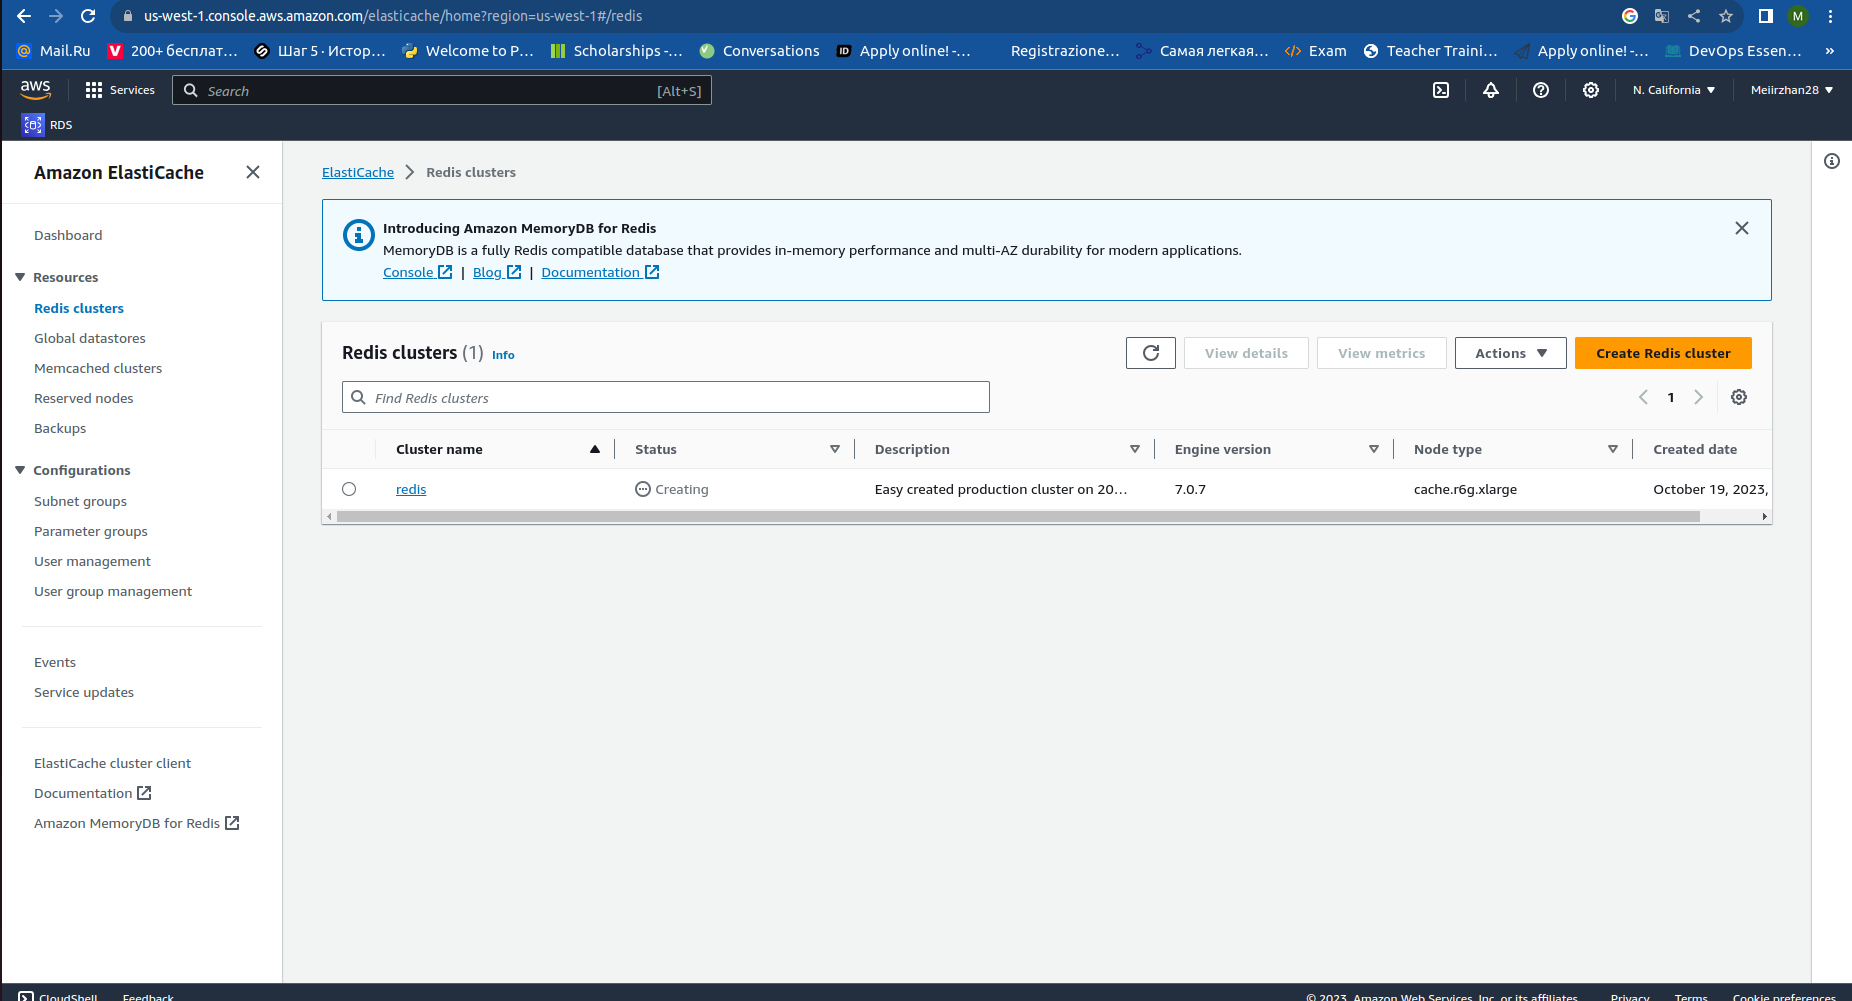 us-west-1.console.aws.amazon.com/elasticache/home?region=us-west-1#/redis
M
Mail.Ru
200+ бесплат…
Шаг 5 · Истор…
Welcome to P…
Scholarships -…
Conversations
Apply online! -…
Registrazione…
Самая легкая…
Exam
Teacher Traini…
Apply online! -…
DevOps Essen…
»
aws
Services
Search
[Alt+S]
N. California
Meiirzhan28
RDS
Amazon ElastiCache
Dashboard
Resources
Redis clusters
Global datastores
Memcached clusters
Reserved nodes
Backups
Configurations
Subnet groups
Parameter groups
User management
User group management
Events
Service updates
ElastiCache cluster client
Documentation
Amazon MemoryDB for Redis
ElastiCache
Redis clusters
Introducing Amazon MemoryDB for Redis
MemoryDB is a fully Redis compatible database that provides in-memory performance and multi-AZ durability for modern applications.
Console | Blog | Documentation
Redis clusters (1) Info
View details
View metrics
Actions
Create Redis cluster
Find Redis clusters
1
Cluster name
Status
Description
Engine version
Node type
Created date
redis
Creating
Easy created production cluster on 20…
7.0.7
cache.r6g.xlarge
October 19, 2023,
CloudShell
Feedback
© 2023, Amazon Web Services, Inc. or its affiliates.
Privacy
Terms
Cookie preferences